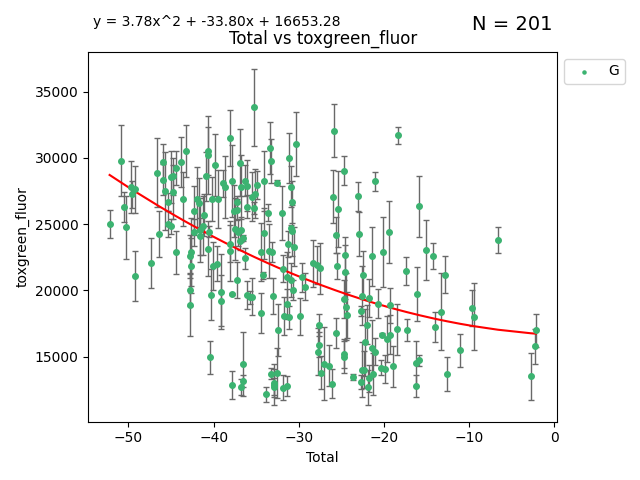 y = 3.78x^2 + -33.80x + 16653.28
N = 201
Total vs toxgreen_fluor
G
35000
30000
25000
20000
15000
toxgreen_fluor
−50
−40
−30
−20
−10
0
Total